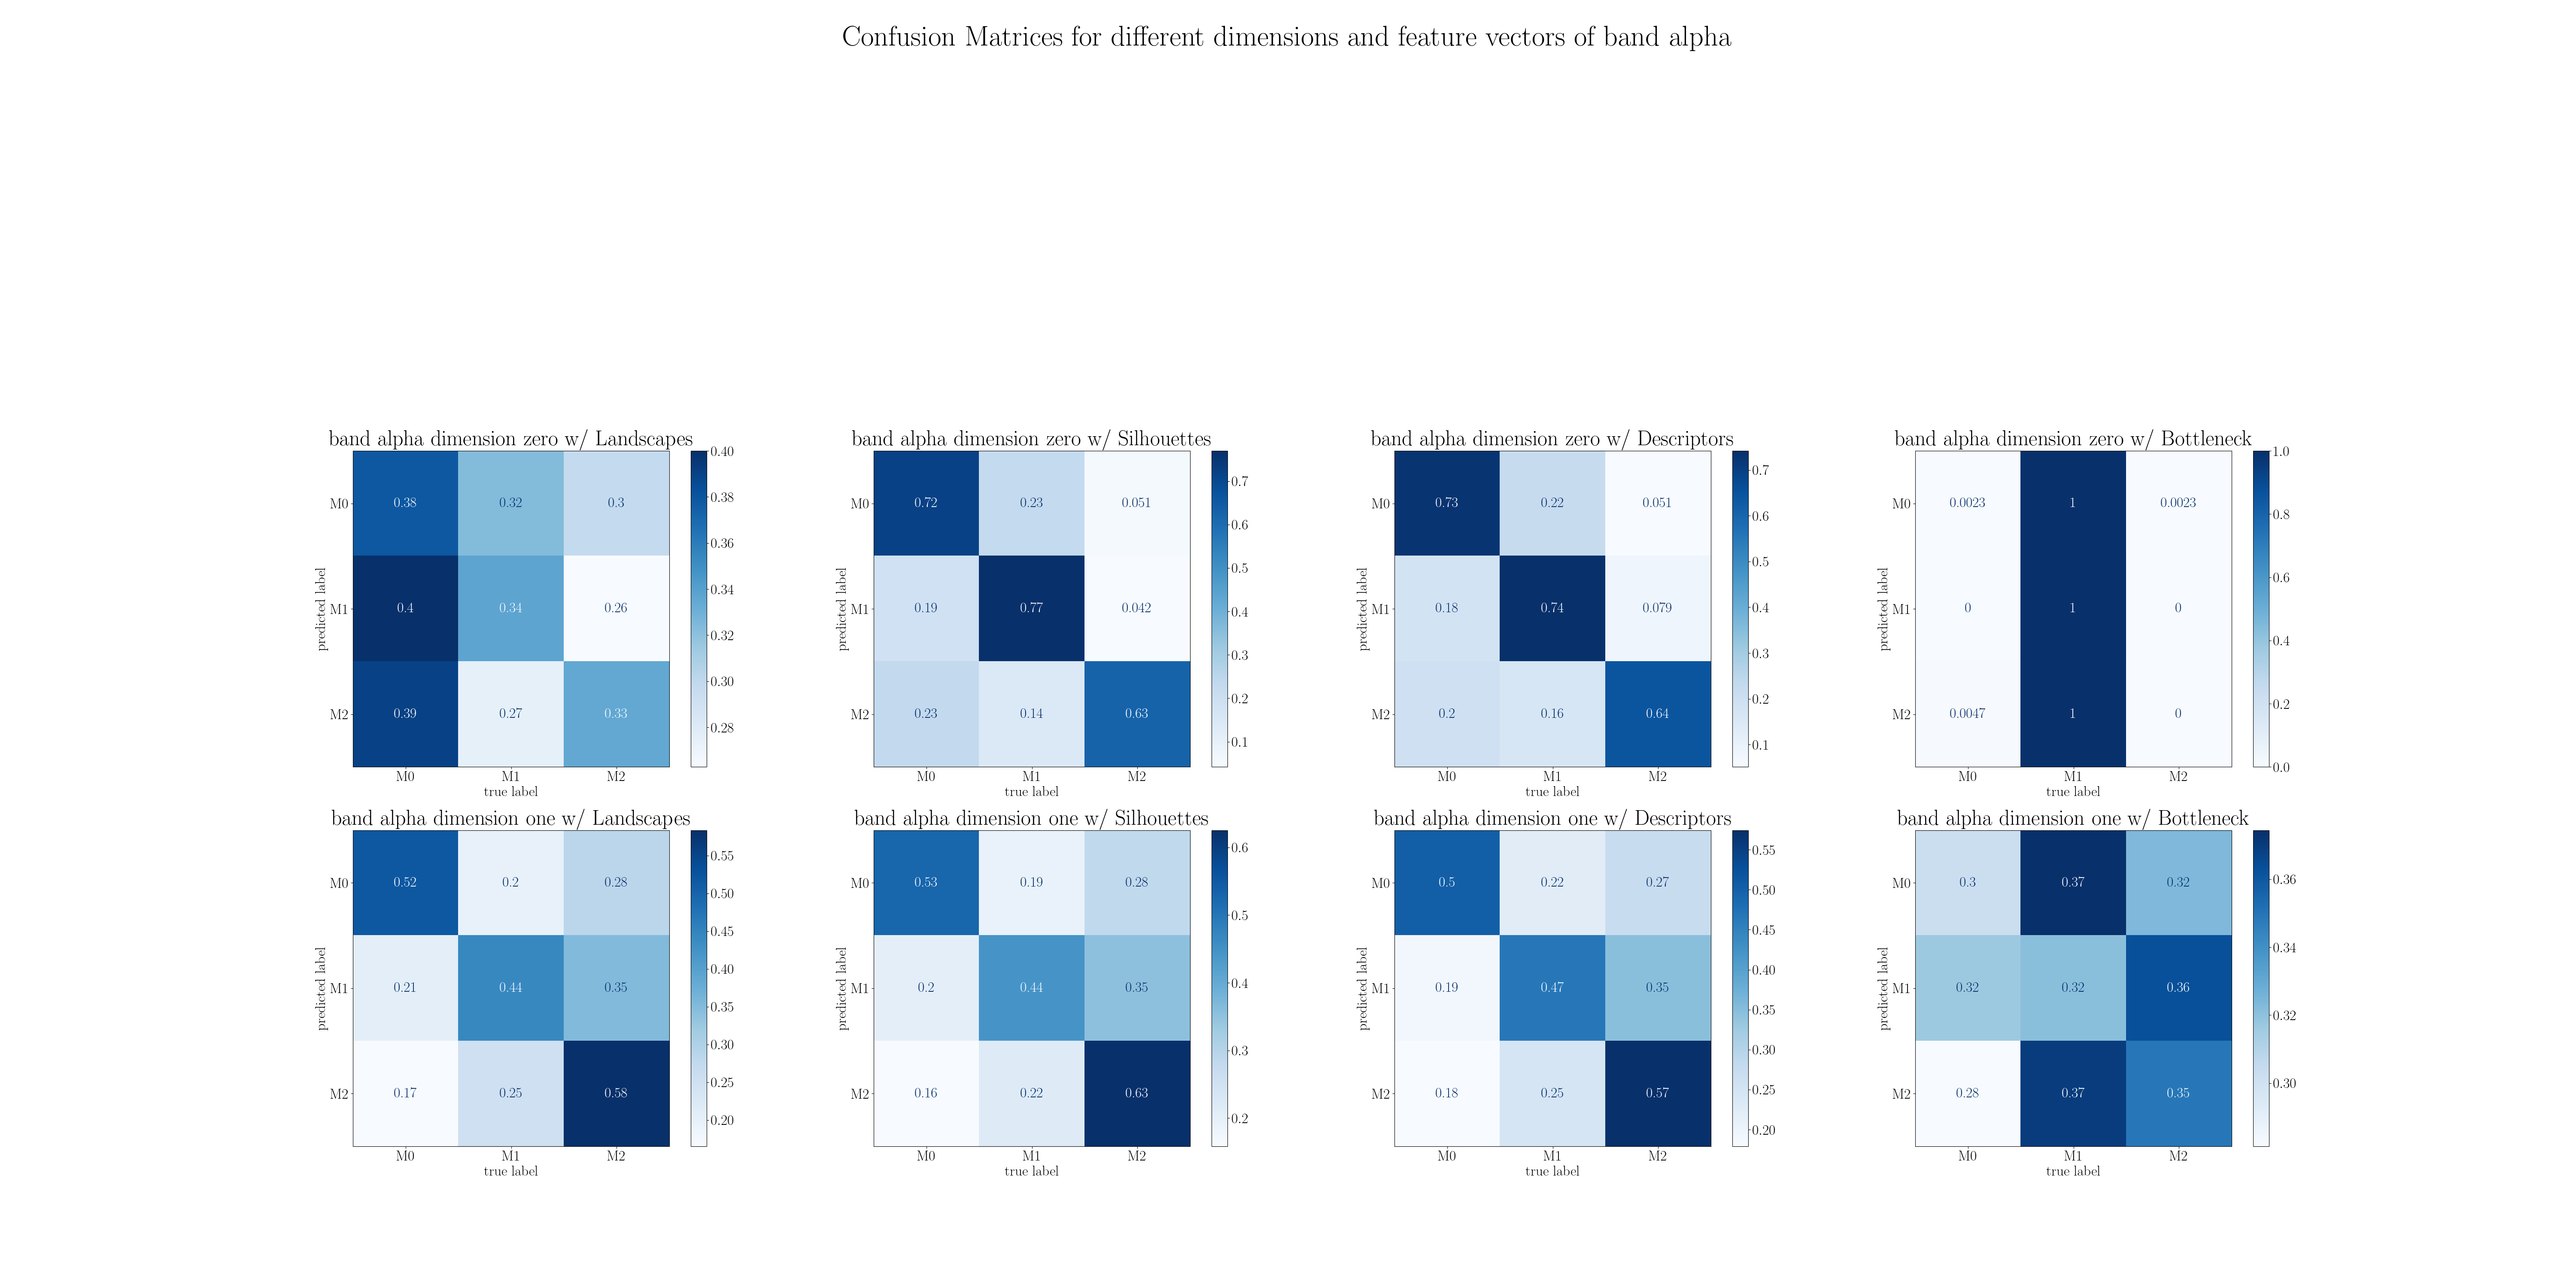 Confusion Matrices for different dimensions and feature vectors of band alpha
band alpha dimension zero w/ Landscapes
M0 0.38 0.32 0.3
M1 0.4 0.34 0.26
M2 0.39 0.27 0.33
M0 M1 M2
true label
predicted label
0.40
0.38
0.36
0.34
0.32
0.30
0.28
band alpha dimension zero w/ Silhouettes
M0 0.72 0.23 0.051
M1 0.19 0.77 0.042
M2 0.23 0.14 0.63
M0 M1 M2
true label
predicted label
0.7
0.6
0.5
0.4
0.3
0.2
0.1
band alpha dimension zero w/ Descriptors
M0 0.73 0.22 0.051
M1 0.18 0.74 0.079
M2 0.2 0.16 0.64
M0 M1 M2
true label
predicted label
0.7
0.6
0.5
0.4
0.3
0.2
0.1
band alpha dimension zero w/ Bottleneck
M0 0.0023 1 0.0023
M1 0 1 0
M2 0.0047 1 0
M0 M1 M2
true label
predicted label
1.0
0.8
0.6
0.4
0.2
0.0
band alpha dimension one w/ Landscapes
M0 0.52 0.2 0.28
M1 0.21 0.44 0.35
M2 0.17 0.25 0.58
M0 M1 M2
true label
predicted label
0.55
0.50
0.45
0.40
0.35
0.30
0.25
0.20
band alpha dimension one w/ Silhouettes
M0 0.53 0.19 0.28
M1 0.2 0.44 0.35
M2 0.16 0.22 0.63
M0 M1 M2
true label
predicted label
0.6
0.5
0.4
0.3
0.2
band alpha dimension one w/ Descriptors
M0 0.5 0.22 0.27
M1 0.19 0.47 0.35
M2 0.18 0.25 0.57
M0 M1 M2
true label
predicted label
0.55
0.50
0.45
0.40
0.35
0.30
0.25
0.20
band alpha dimension one w/ Bottleneck
M0 0.3 0.37 0.32
M1 0.32 0.32 0.36
M2 0.28 0.37 0.35
M0 M1 M2
true label
predicted label
0.36
0.34
0.32
0.30